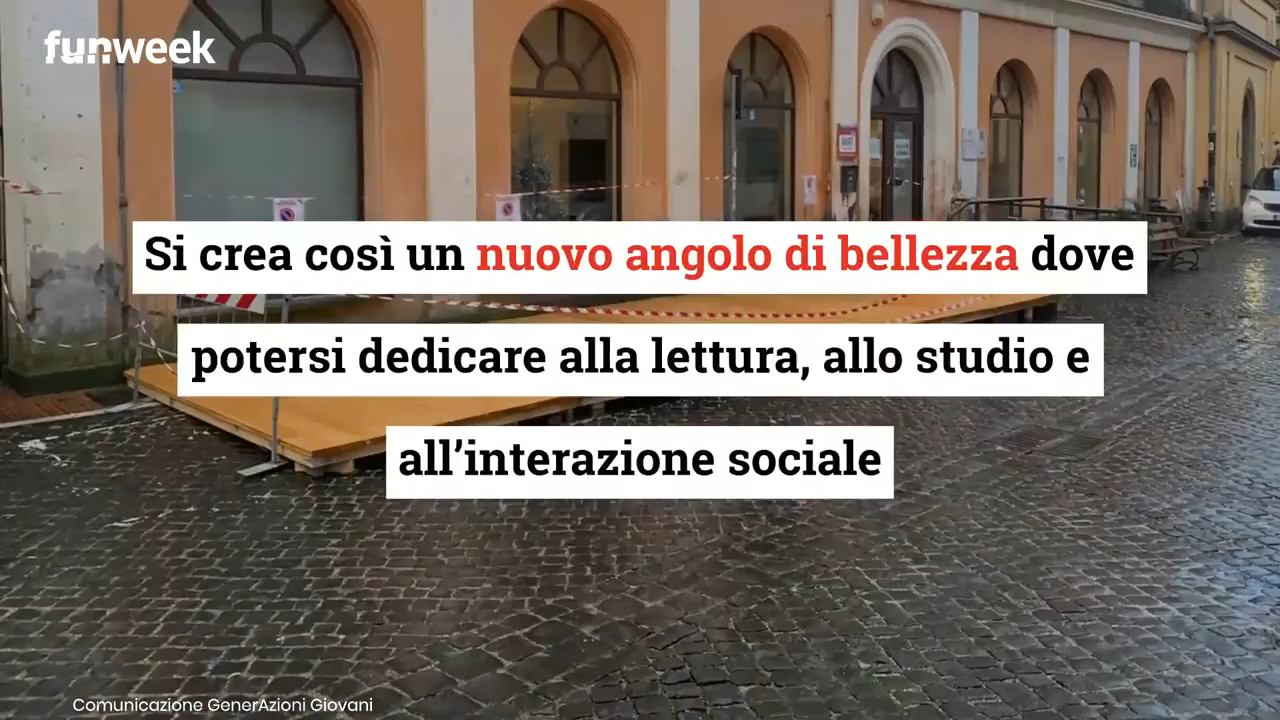 funweek
Si crea così un nuovo angolo di bellezza dove
potersi dedicare alla lettura, allo studio e
all’interazione sociale
Comunicazione GenerAzioni Giovani